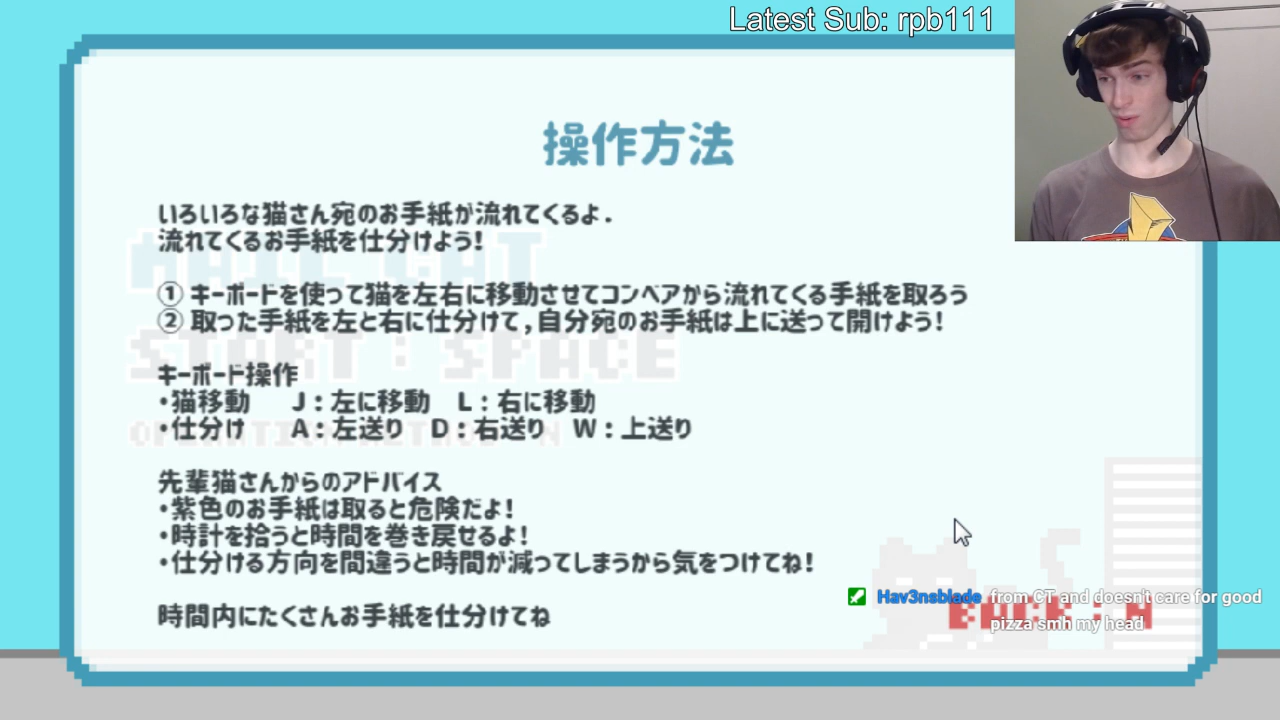 Latest Sub: rpb111
操作方法
いろいろな猫さん宛のお手紙が流れてくるよ.
流れてくるお手紙を仕分けよう!
MAIL CAT
① キーボードを使って猫を左右に移動させてコンベアから流れてくる手紙を取ろう
② 取った手紙を左と右に仕分けて,自分宛のお手紙は上に送って開けよう!
START : SPACE
キーボード操作
・猫移動 J:左に移動 L:右に移動
・仕分け A:左送り D:右送り W:上送り
先輩猫さんからのアドバイス
・紫色のお手紙は取ると危険だよ!
・時計を拾うと時間を巻き戻せるよ!
・仕分ける方向を間違うと時間が減ってしまうから気をつけてね!
時間内にたくさんお手紙を仕分けてね
Hav3nsblade from CT and doesn't care for good
pizza smh my head
BACK : N